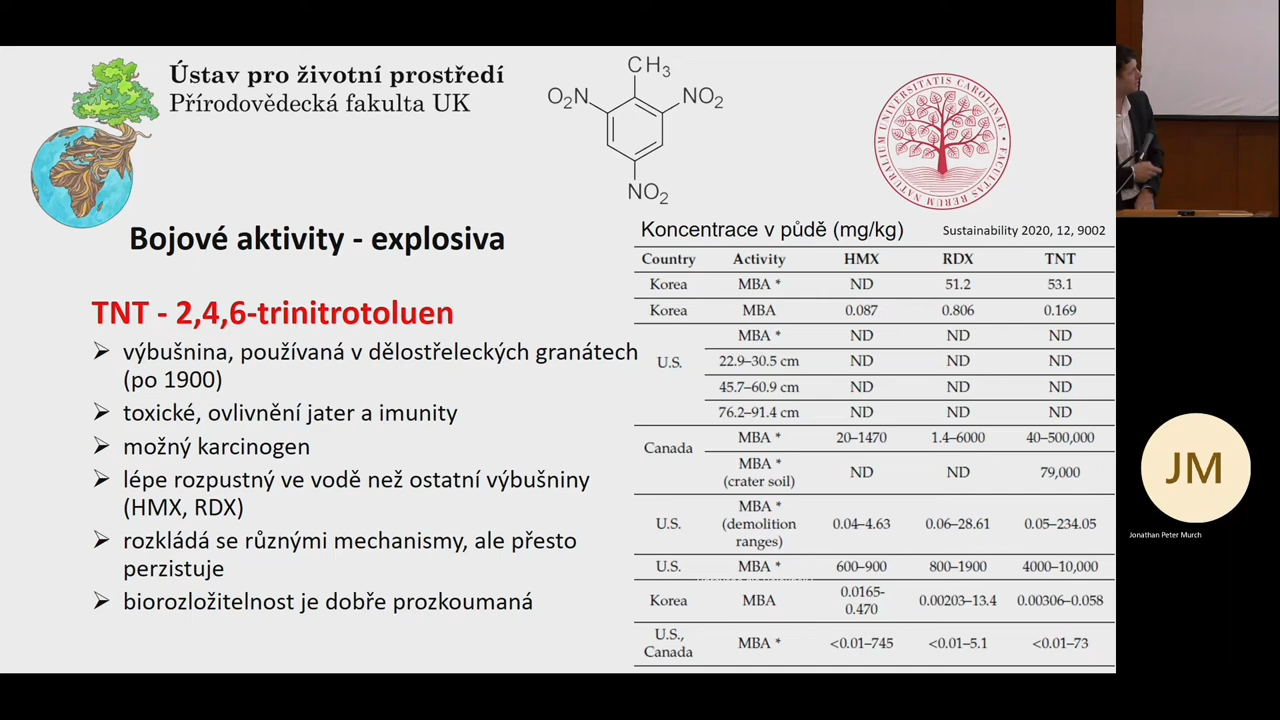 Ústav pro životní prostředí
Přírodovědecká fakulta UK
CH3
O2N
NO2
NO2
UNIVERSITATIS CAROLINAE • FACULTAS RERUM NATURALIUM
Bojové aktivity - explosiva
TNT - 2,4,6-trinitrotoluen
výbušnina, používaná v dělostřeleckých granátech
(po 1900)
toxické, ovlivnění jater a imunity
možný karcinogen
lépe rozpustný ve vodě než ostatní výbušniny
(HMX, RDX)
rozkládá se různými mechanismy, ale přesto
perzistuje
biorozložitelnost je dobře prozkoumaná
Koncentrace v půdě (mg/kg)
Sustainability 2020, 12, 9002
Country Activity HMX RDX TNT
Korea MBA * ND 51.2 53.1
Korea MBA 0.087 0.806 0.169
U.S. MBA * ND ND ND
22.9–30.5 cm ND ND ND
45.7–60.9 cm ND ND ND
76.2–91.4 cm ND ND ND
Canada MBA * 20–1470 1.4–6000 40–500,000
MBA *
(crater soil) ND ND 79,000
U.S. MBA *
(demolition
ranges) 0.04–4.63 0.06–28.61 0.05–234.05
U.S. MBA * 600–900 800–1900 4000–10,000
Korea MBA 0.0165-
0.470 0.00203–13.4 0.00306–0.058
U.S.,
Canada MBA * <0.01–745 <0.01–5.1 <0.01–73
JM
Jonathan Peter Murch